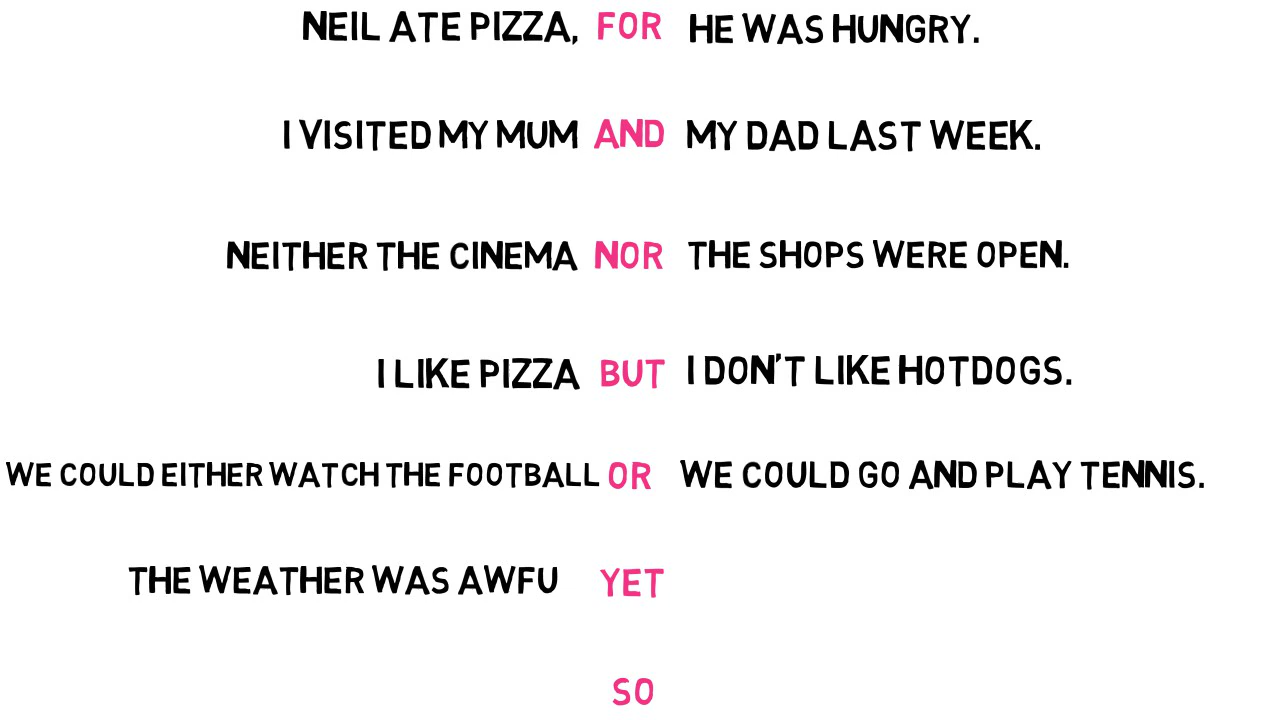 NEIL ATE PIZZA, FOR HE WAS HUNGRY.
I VISITED MY MUM AND MY DAD LAST WEEK.
NEITHER THE CINEMA NOR THE SHOPS WERE OPEN.
I LIKE PIZZA BUT I DON'T LIKE HOTDOGS.
WE COULD EITHER WATCH THE FOOTBALL OR WE COULD GO AND PLAY TENNIS.
THE WEATHER WAS AWFU YET
SO